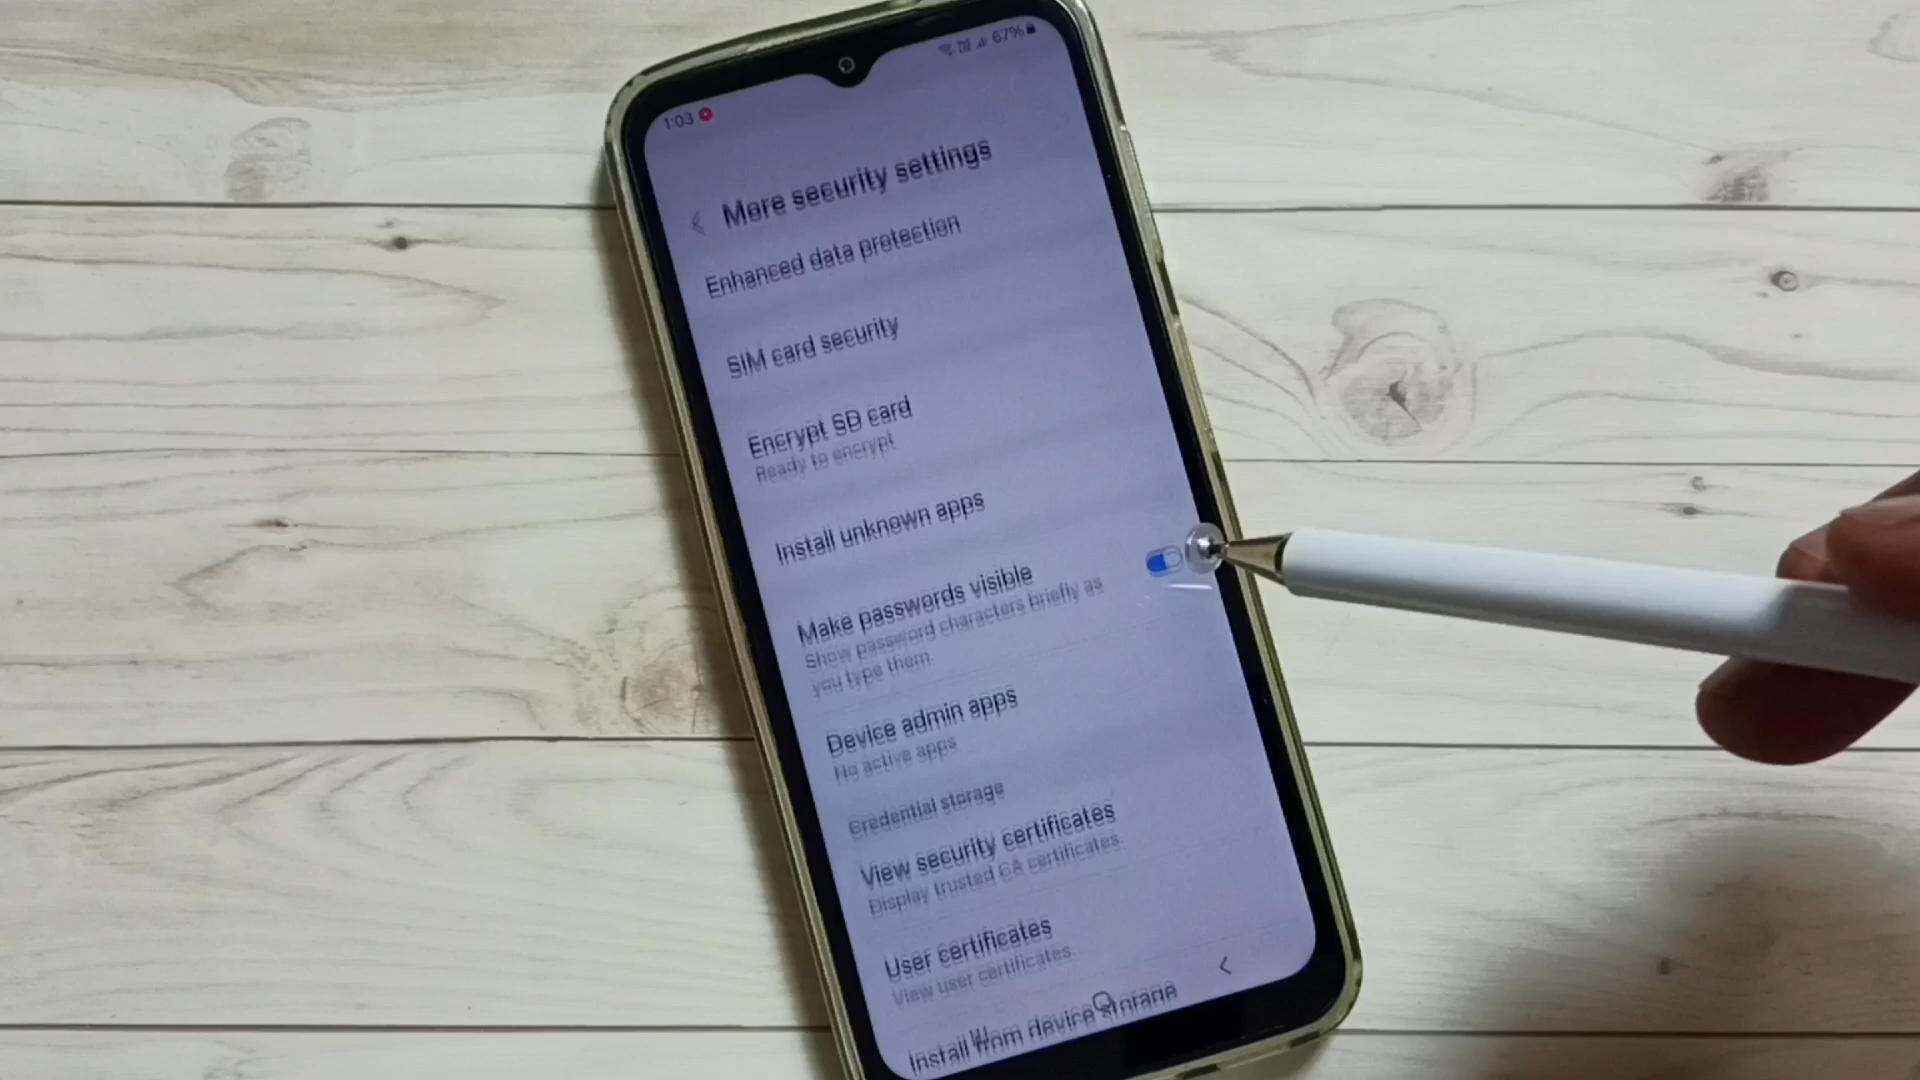 67%
1:03
More security settings
Enhanced data protection
SIM card security
Encrypt SD card
Ready to encrypt
Install unknown apps
Make passwords visible
Show password characters briefly as
you type them.
Device admin apps
No active apps
Credential storage
View security certificates
Display trusted CA certificates.
User certificates
View user certificates.
Install from device storage